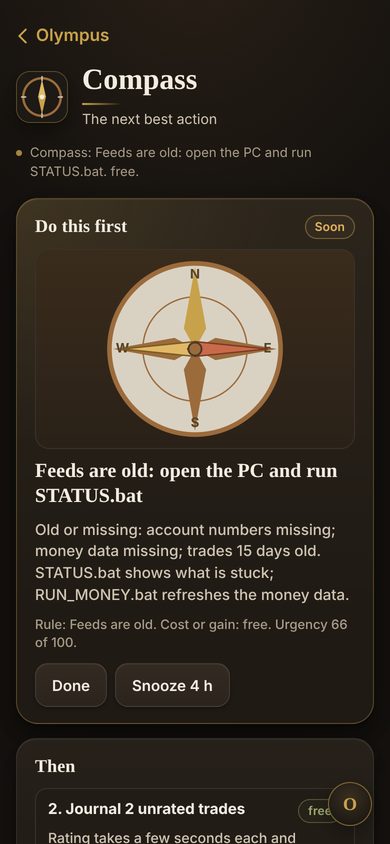 Olympus
Compass
The next best action
Compass: Feeds are old: open the PC and run
STATUS.bat. free.
Do this first
Soon
N
W
E
S
Feeds are old: open the PC and run
STATUS.bat
Old or missing: account numbers missing;
money data missing; trades 15 days old.
STATUS.bat shows what is stuck;
RUN_MONEY.bat refreshes the money data.
Rule: Feeds are old. Cost or gain: free. Urgency 66
of 100.
Done
Snooze 4 h
Then
2. Journal 2 unrated trades
free
O
Rating takes a few seconds each and